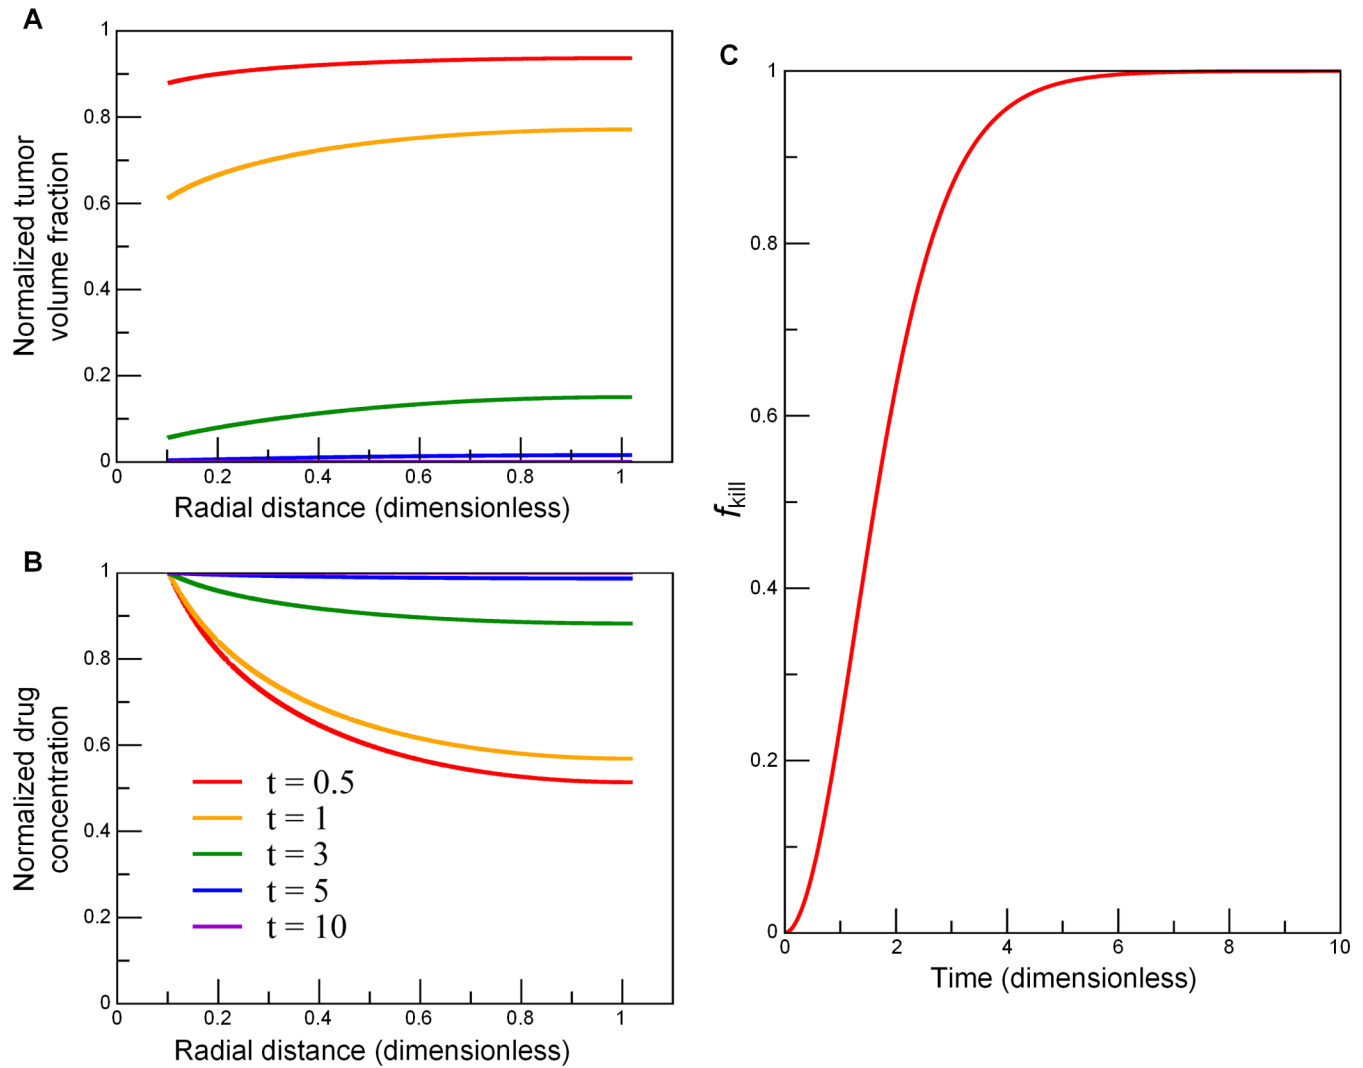 A
1
0.8
0.6
0.4
0.2
0
0
0.2
0.4
0.6
0.8
1
Normalized tumor
volume fraction
Radial distance (dimensionless)
B
1
0.8
0.6
0.4
0.2
0
0
0.2
0.4
0.6
0.8
1
Normalized drug
concentration
t = 0.5
t = 1
t = 3
t = 5
t = 10
Radial distance (dimensionless)
C
1
0.8
0.6
0.4
0.2
0
0
2
4
6
8
10
fkill
Time (dimensionless)